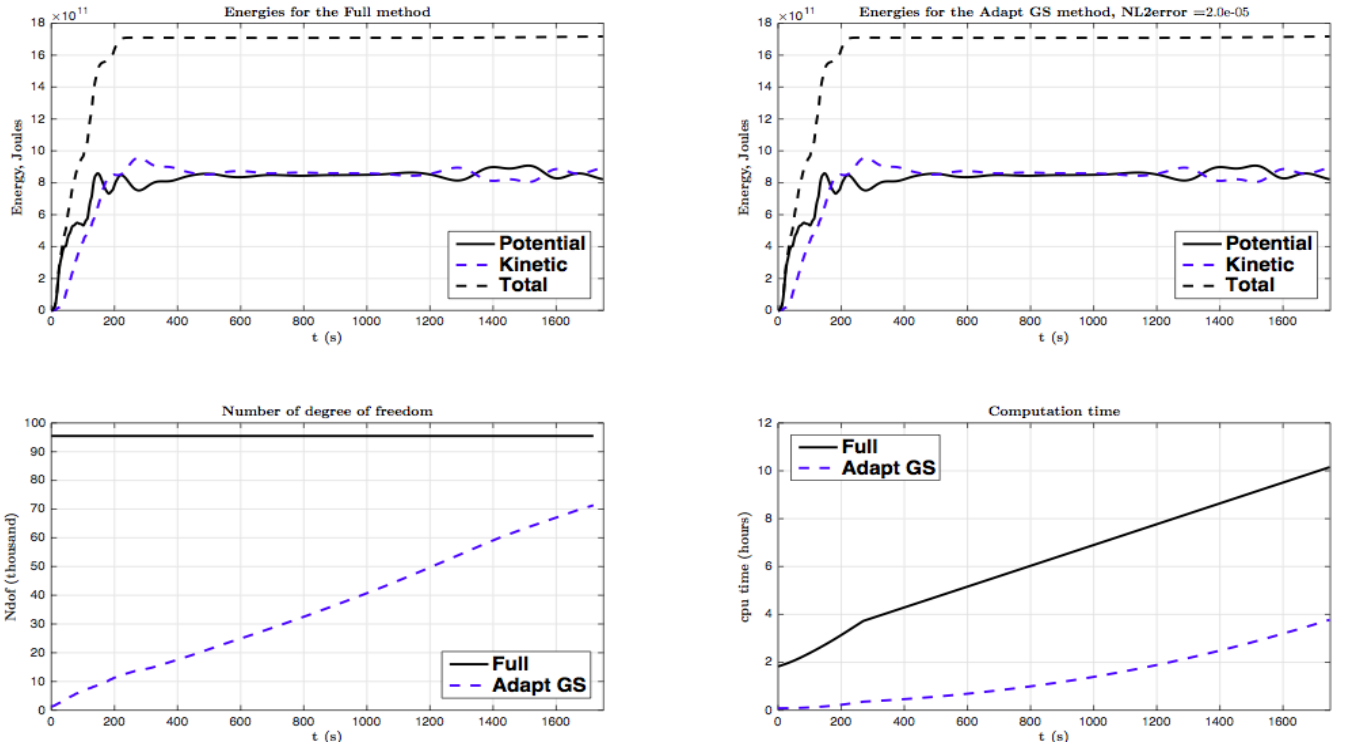 Energies for the Full method
×10^11
18
16
14
12
10
8
6
4
2
0
Energy, Joules
Potential
Kinetic
Total
0 200 400 600 800 1000 1200 1400 1600
t (s)
Energies for the Adapt GS method, NL2error =2.0e-05
×10^11
18
16
14
12
10
8
6
4
2
0
Energy, Joules
Potential
Kinetic
Total
0 200 400 600 800 1000 1200 1400 1600
t (s)
Number of degree of freedom
100
90
80
70
60
50
40
30
20
10
0
Ndof (thousand)
Full
Adapt GS
0 200 400 600 800 1000 1200 1400 1600
t (s)
Computation time
12
10
8
6
4
2
0
cpu time (hours)
Full
Adapt GS
0 200 400 600 800 1000 1200 1400 1600
t (s)